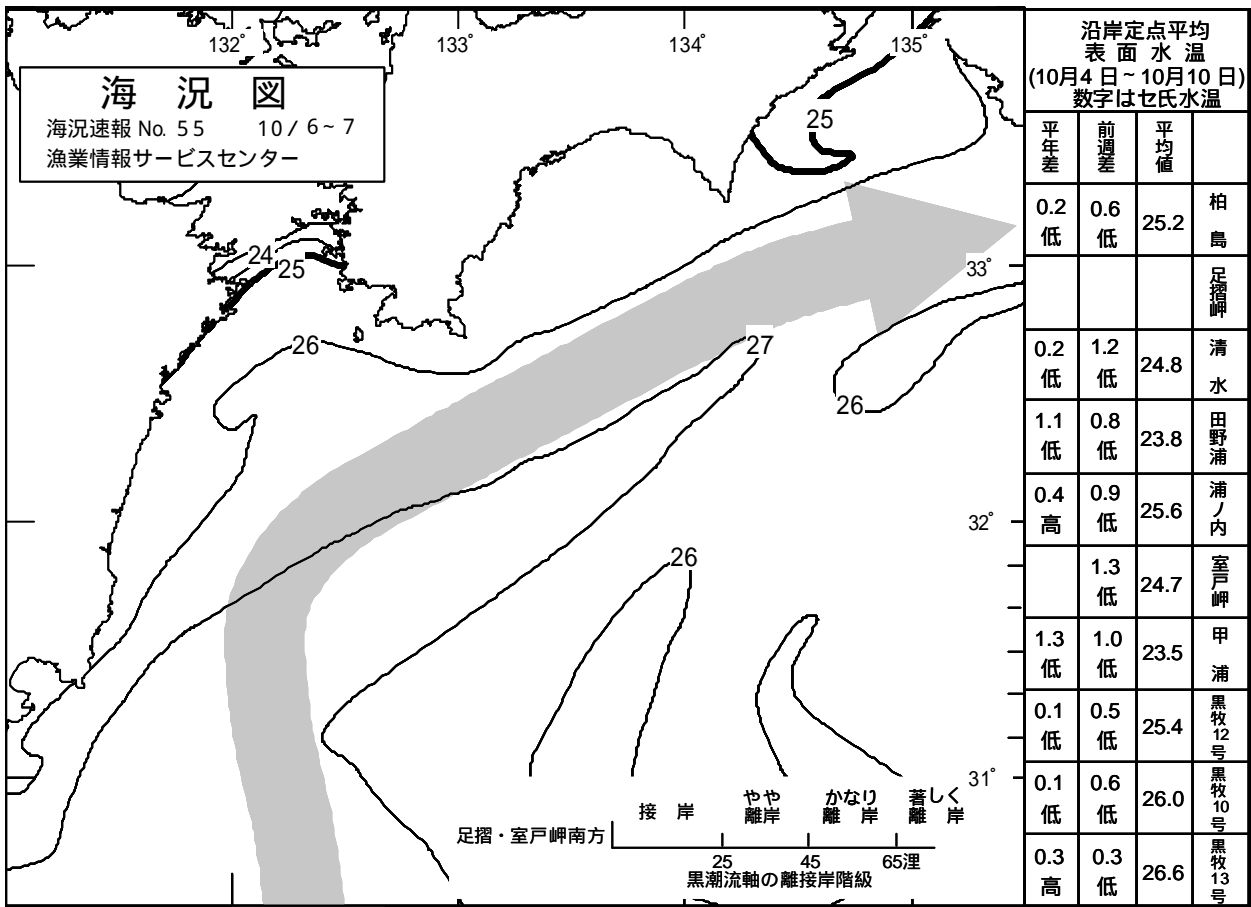 132°
133°
134°
135°
海況図
海況速報 No. 55 10/ 6~7
漁業情報サービスセンター
25
24
25
33°
26
27
26
32°
26
31°
接岸
やや離岸
かなり離岸
著しく離岸
足摺・室戸岬南方
25 45 65浬
黒潮流軸の離接岸階級
沿岸定点平均
表面水温
(10月4日~10月10日)
数字はセ氏水温
平年差 前週差 平均値
0.2低 0.6低 25.2 柏島
足摺岬
0.2低 1.2低 24.8 清水
1.1低 0.8低 23.8 田野浦
0.4高 0.9低 25.6 浦ノ内
1.3低 24.7 室戸岬
1.3低 1.0低 23.5 甲浦
0.1低 0.5低 25.4 黒牧12号
0.1低 0.6低 26.0 黒牧10号
0.3高 0.3低 26.6 黒牧13号